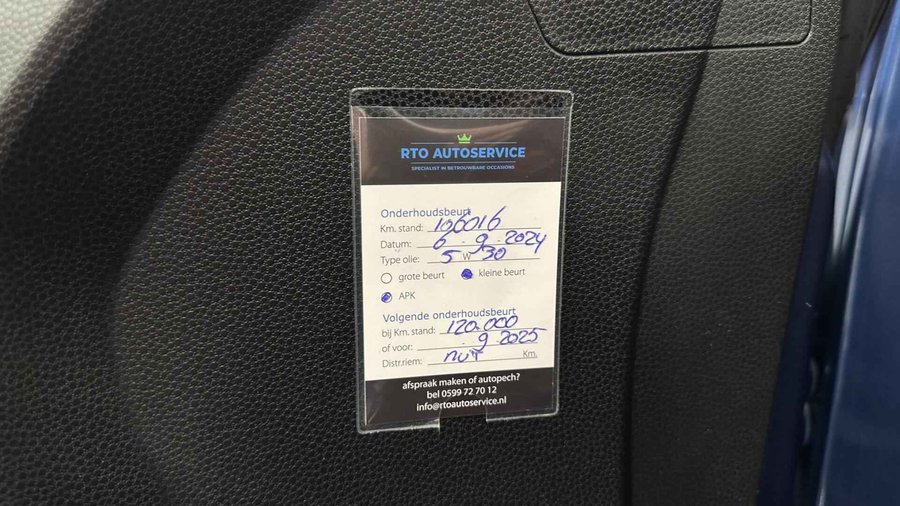 RTO AUTOSERVICE
SPECIALIST IN BETROUWBARE OCCASIONS
Onderhoudsbeurt
Km. stand: 106016
Datum: 6 . 9 . 2024
Type olie: 5 W 30
grote beurt kleine beurt
APK
Volgende onderhoudsbeurt
bij Km. stand: 120.000
of voor: . 9 2025
Distr.riem: Km.
afspraak maken of autopech?
bel 0599 72 70 12
info@rtoautoservice.nl